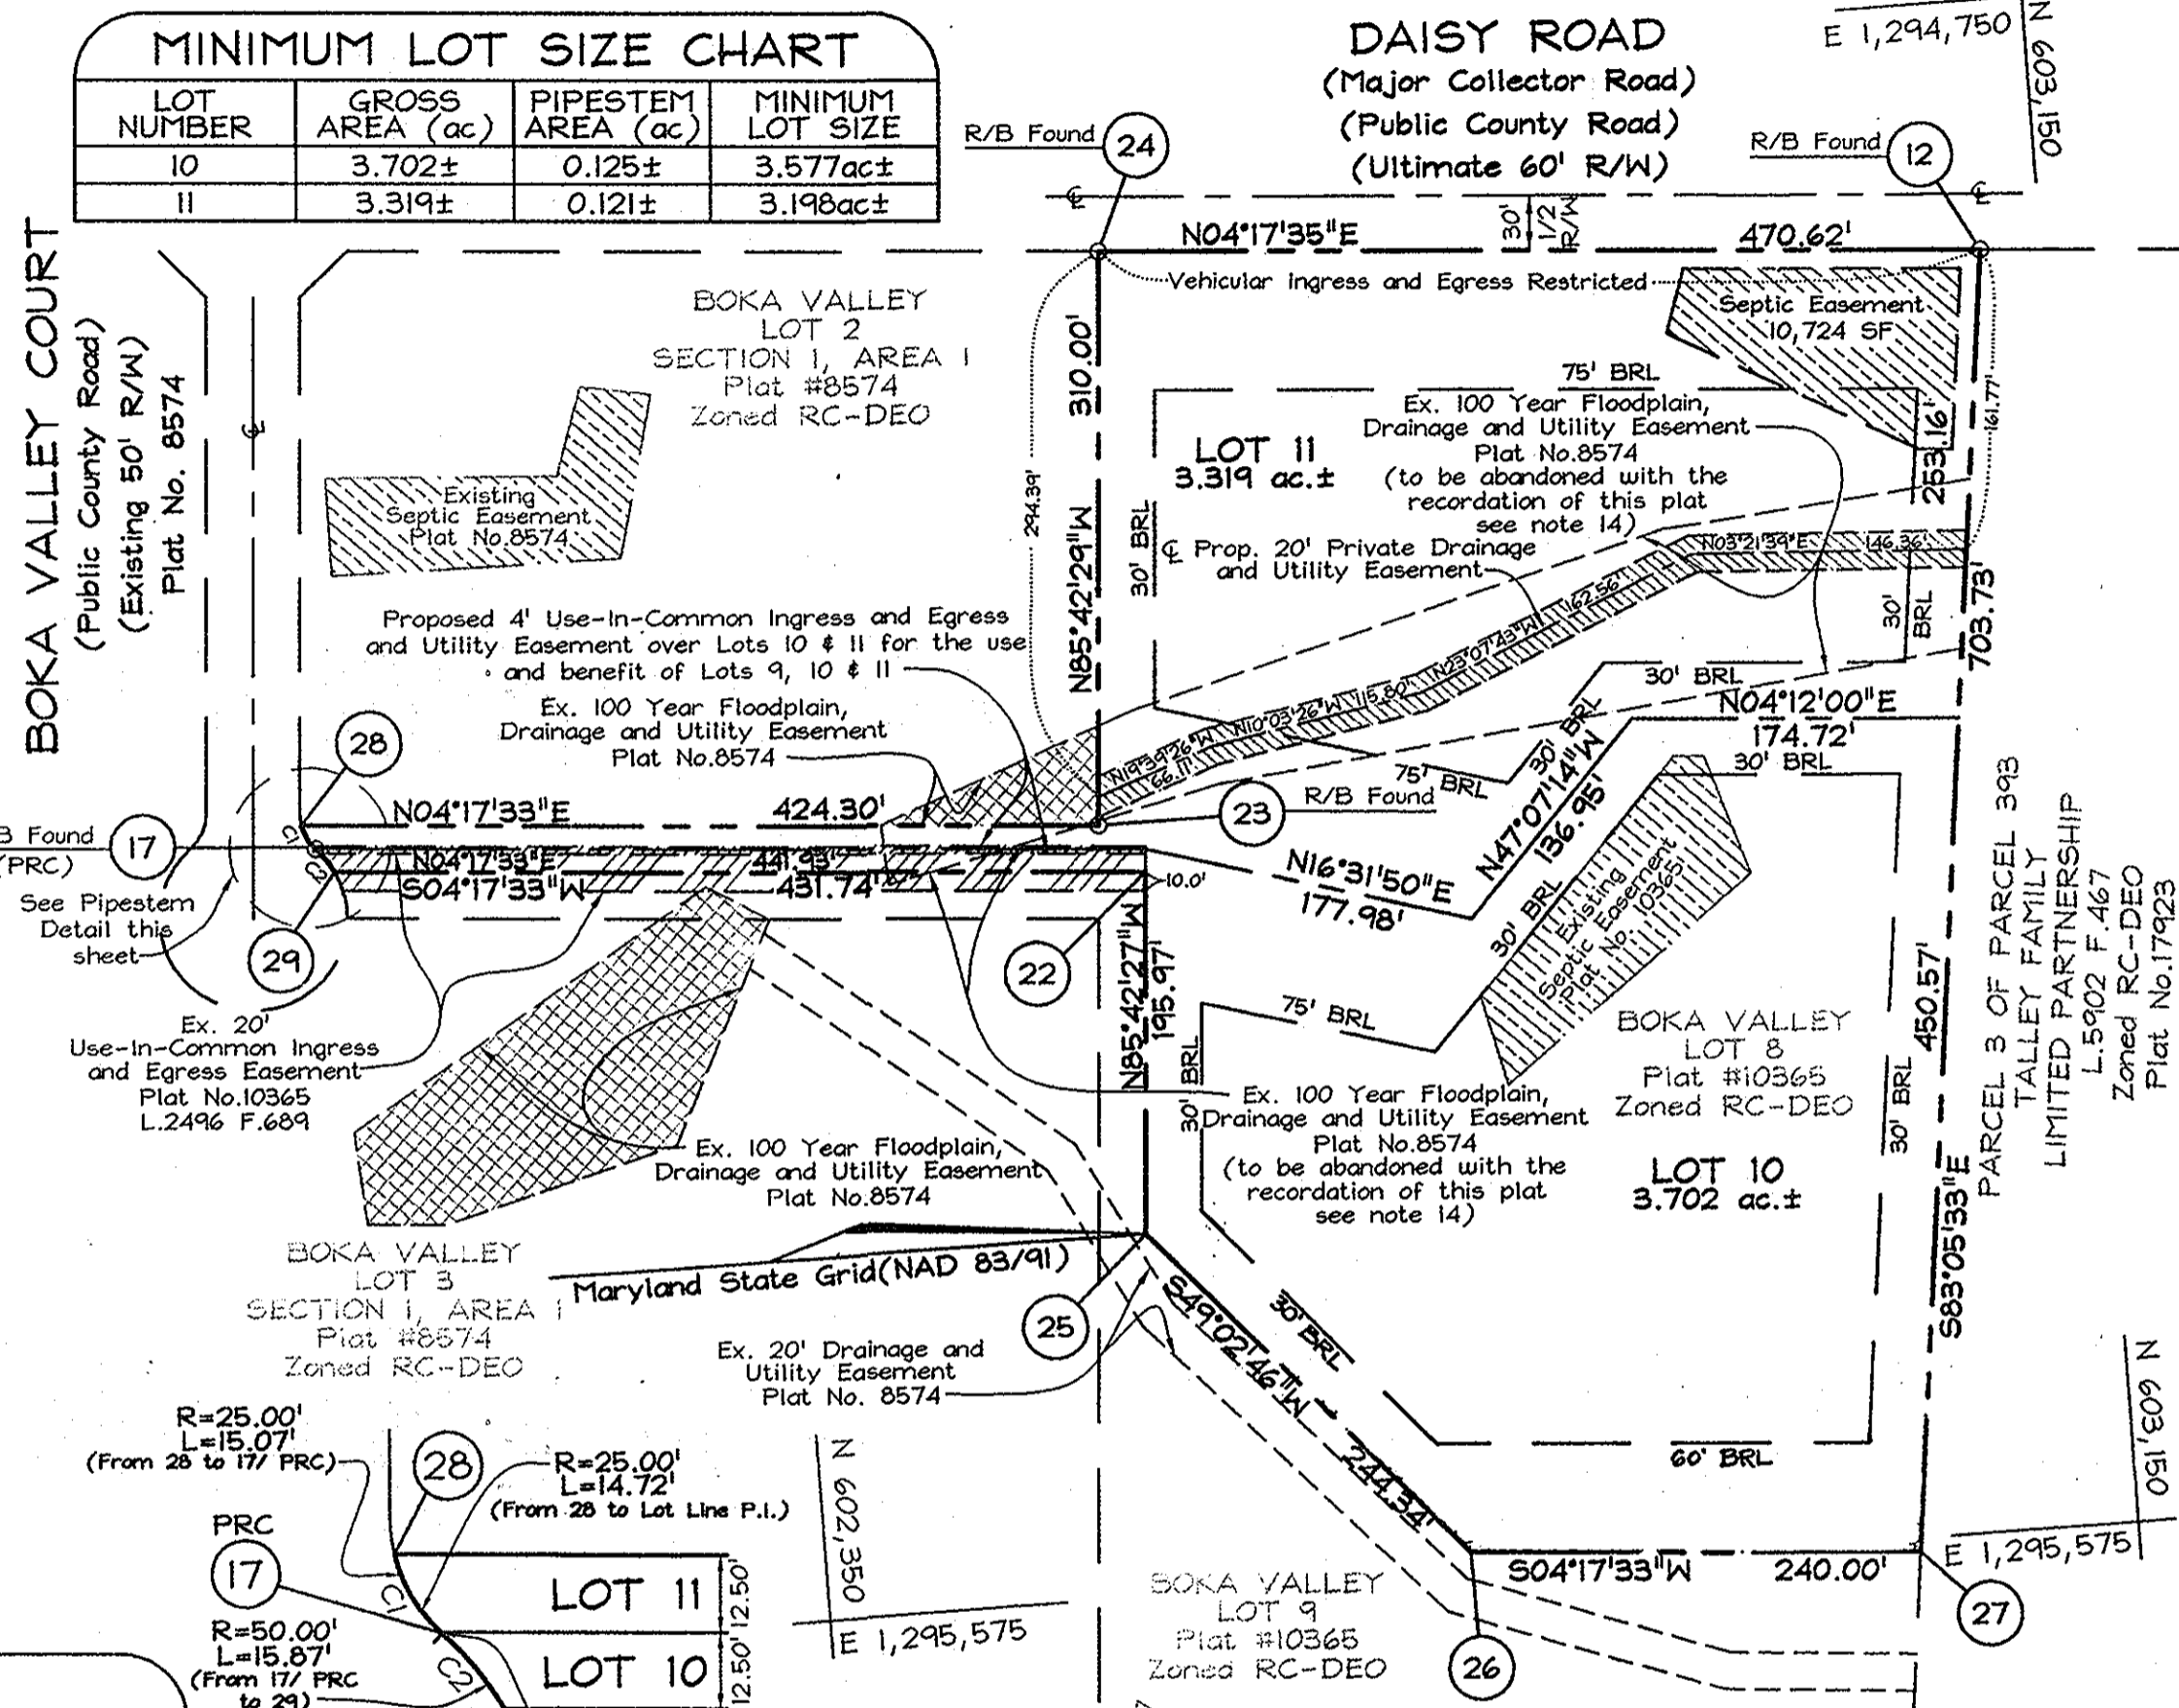 MINIMUM LOT SIZE CHART
LOT NUMBER
GROSS AREA (ac)
PIPESTEM AREA (ac)
MINIMUM LOT SIZE
10 3.702± 0.125± 3.577ac±
11 3.319± 0.121± 3.198ac±
DAISY ROAD
(Major Collector Road)
(Public County Road)
(Ultimate 60' R/W)
E 1,294,750
N 603,150
R/B Found
24
R/B Found
12
N04°17'35"E
30'
1/2
R/W
470.62'
Vehicular Ingress and Egress Restricted
Septic Easement
10,724 SF
BOKA VALLEY COURT
(Public County Road)
(Existing 50' R/W)
Plat No. 8574
BOKA VALLEY
LOT 2
SECTION 1, AREA 1
Plat #8574
Zoned RC-DEO
Existing
Septic Easement
Plat No.8574
310.00'
N85°42'29"W
294.39'
75' BRL
LOT 11
3.319 ac.±
Ex. 100 Year Floodplain,
Drainage and Utility Easement
Plat No.8574
(to be abandoned with the
recordation of this plat
see note 14)
253.16'
161.77'
30' BRL
Prop. 20' Private Drainage
and Utility Easement
N03°21'39"E 146.36'
162.56'
N23°07'43"W
115.80'
N10°03'26"W
N19°39'26"W
66.11'
30'
BRL
703.73'
Proposed 4' Use-In-Common Ingress and Egress
and Utility Easement over Lots 10 & 11 for the use
and benefit of Lots 9, 10 & 11
Ex. 100 Year Floodplain,
Drainage and Utility Easement
Plat No.8574
30' BRL
N04°12'00"E
174.72'
30' BRL
30' BRL
N47°07'14"W
136.95'
75' BRL
28
R/B Found
23
N04°17'33"E 424.30'
B Found
(PRC)
17
C1
C2
N04°17'33"E 441.93'
S04°17'33"W 431.74'
10.0'
N16°31'50"E
177.98'
See Pipestem
Detail this
sheet
29
22
N85°42'27"W
195.97'
30' BRL
Existing
Septic Easement
Plat No. 10365
PARCEL 3 OF PARCEL 393
TALLEY FAMILY
LIMITED PARTNERSHIP
L.5902 F.467
Zoned RC-DEO
Plat No.17923
450.57'
S83°05'33"E
Ex. 20'
Use-In-Common Ingress
and Egress Easement
Plat No.10365
L.2496 F.689
75' BRL
30' BRL
BOKA VALLEY
LOT 8
Plat #10365
Zoned RC-DEO
30' BRL
Ex. 100 Year Floodplain,
Drainage and Utility Easement
Plat No.8574
(to be abandoned with the
recordation of this plat
see note 14)
LOT 10
3.702 ac.±
Ex. 100 Year Floodplain,
Drainage and Utility Easement
Plat No.8574
BOKA VALLEY
LOT 3
SECTION 1, AREA 1
Plat #8574
Zoned RC-DEO
Maryland State Grid(NAD 83/91)
25
Ex. 20' Drainage and
Utility Easement
Plat No. 8574
S49°02'46"W
244.34'
30' BRL
60' BRL
N 603,150
E 1,295,575
S04°17'33"W 240.00'
27
26
R=25.00'
L=15.07'
(From 28 to 17/ PRC)
28
R=25.00'
L=14.72'
(From 28 to Lot Line P.I.)
PRC
17
C1
LOT 11
12.50'
R=50.00'
L=15.87'
(From 17/ PRC
to 29)
C2
LOT 10
12.50'
N 602,350
E 1,295,575
BOKA VALLEY
LOT 9
Plat #10365
Zoned RC-DEO